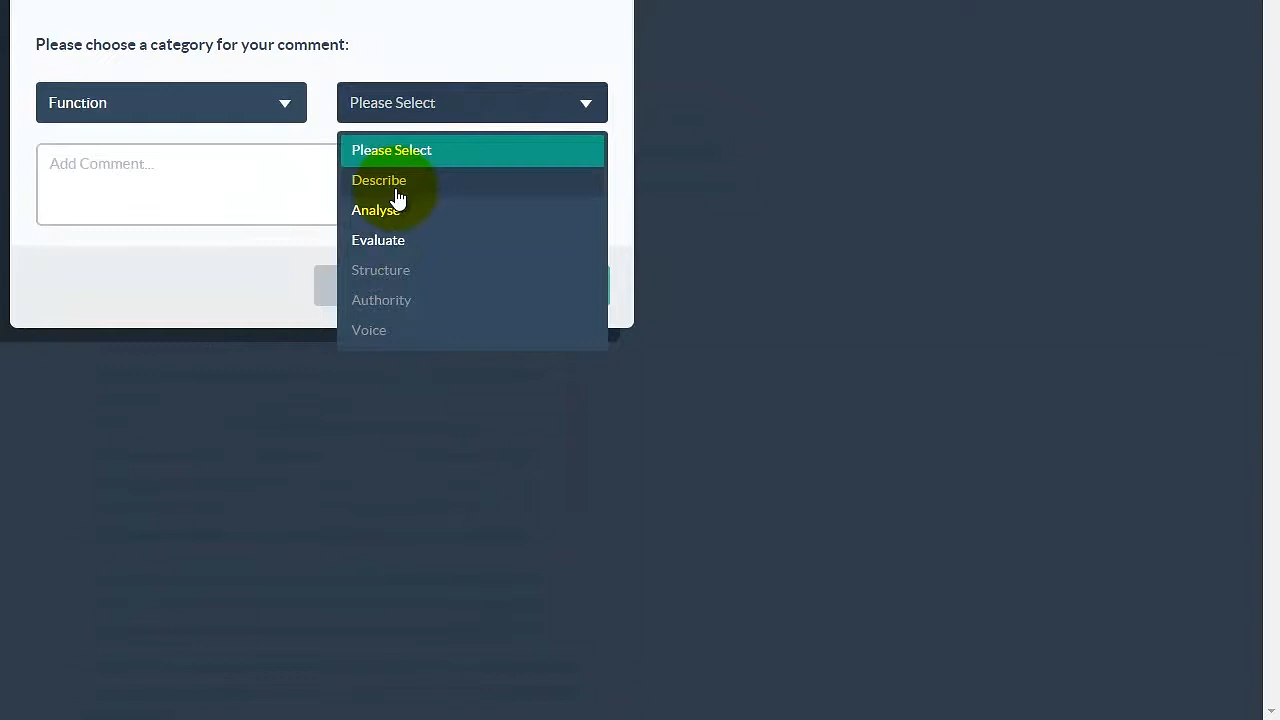 Please choose a category for your comment:
Function
Please Select
Add Comment...
Please Select
Describe
Analyse
Evaluate
Structure
Authority
Voice